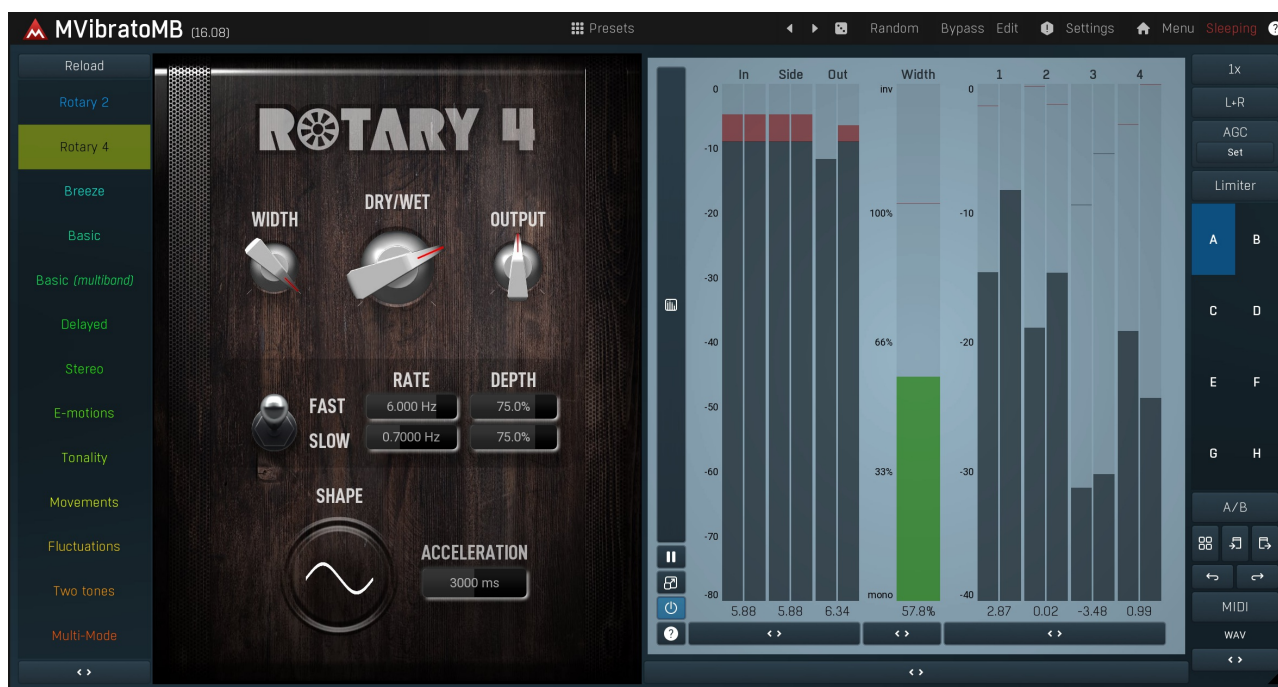 MVibratoMB (16.08)
Presets
Random
Bypass
Edit
Settings
Menu
Sleeping
?
Reload
Rotary 2
Rotary 4
Breeze
Basic
Basic (multiband)
Delayed
Stereo
E-motions
Tonality
Movements
Fluctuations
Two tones
Multi-Mode
ROTARY 4
WIDTH
DRY/WET
OUTPUT
RATE DEPTH
FAST 6.000 Hz 75.0%
SLOW 0.7000 Hz 75.0%
SHAPE
ACCELERATION
3000 ms
In Side Out Width 1 2 3 4
0 inv 0
-10
-20 100% -10
-30
-40 66% -20
-50
-60 33% -30
-70
-80 mono -40
5.88 5.88 6.34 57.8% 2.87 0.02 -3.48 0.99
?
1x
L+R
AGC
Set
Limiter
A B
C D
E F
G H
A/B
MIDI
WAV